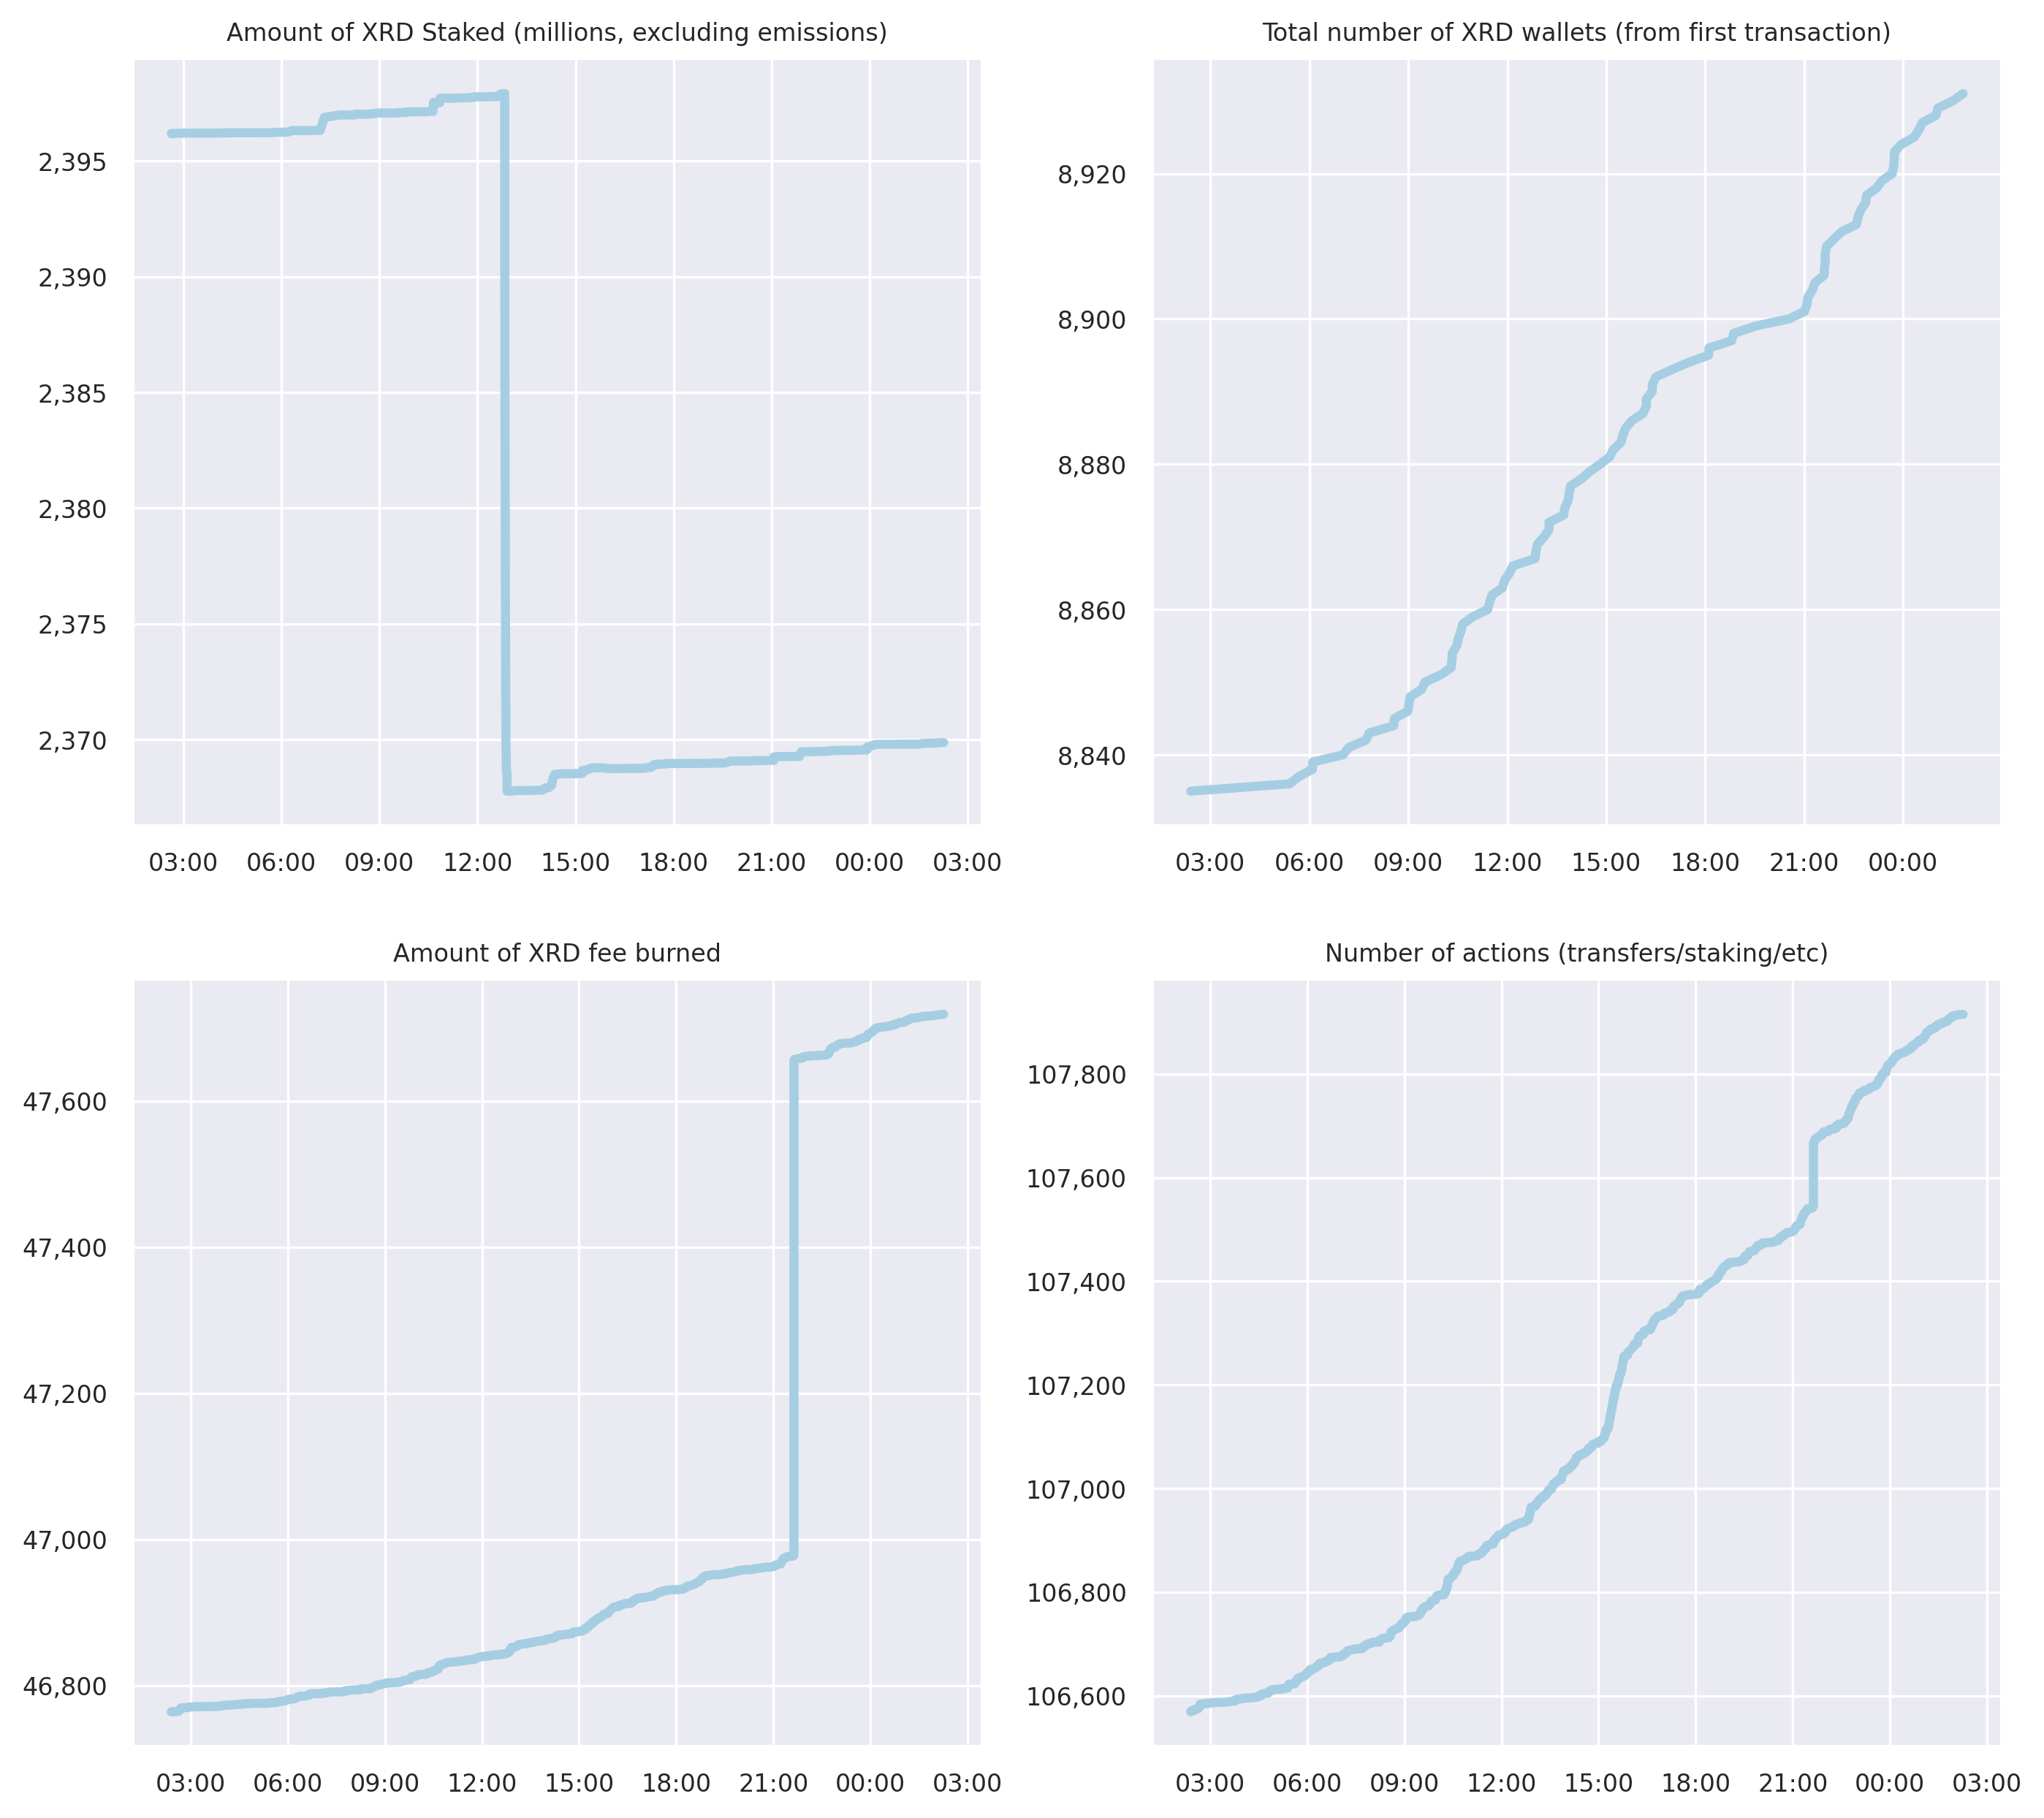 Amount of XRD Staked (millions, excluding emissions)
2,395
2,390
2,385
2,380
2,375
2,370
03:00 06:00 09:00 12:00 15:00 18:00 21:00 00:00 03:00
Total number of XRD wallets (from first transaction)
8,920
8,900
8,880
8,860
8,840
03:00 06:00 09:00 12:00 15:00 18:00 21:00 00:00
Amount of XRD fee burned
47,600
47,400
47,200
47,000
46,800
03:00 06:00 09:00 12:00 15:00 18:00 21:00 00:00 03:00
Number of actions (transfers/staking/etc)
107,800
107,600
107,400
107,200
107,000
106,800
106,600
03:00 06:00 09:00 12:00 15:00 18:00 21:00 00:00 03:00